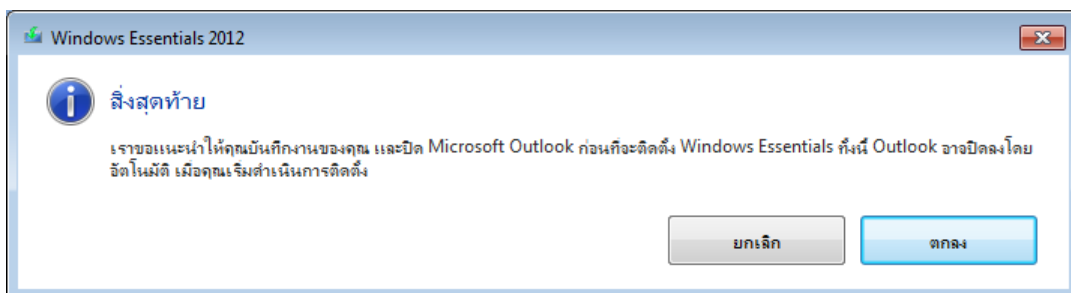 Windows Essentials 2012
สิ่งสุดท้าย
เราขอแนะนำให้คุณบันทึกงานของคุณ และปิด Microsoft Outlook ก่อนที่จะติดตั้ง Windows Essentials ทั้งนี้ Outlook อาจปิดลงโดย
อัตโนมัติ เมื่อคุณเริ่มดำเนินการติดตั้ง
ยกเลิก
ตกลง